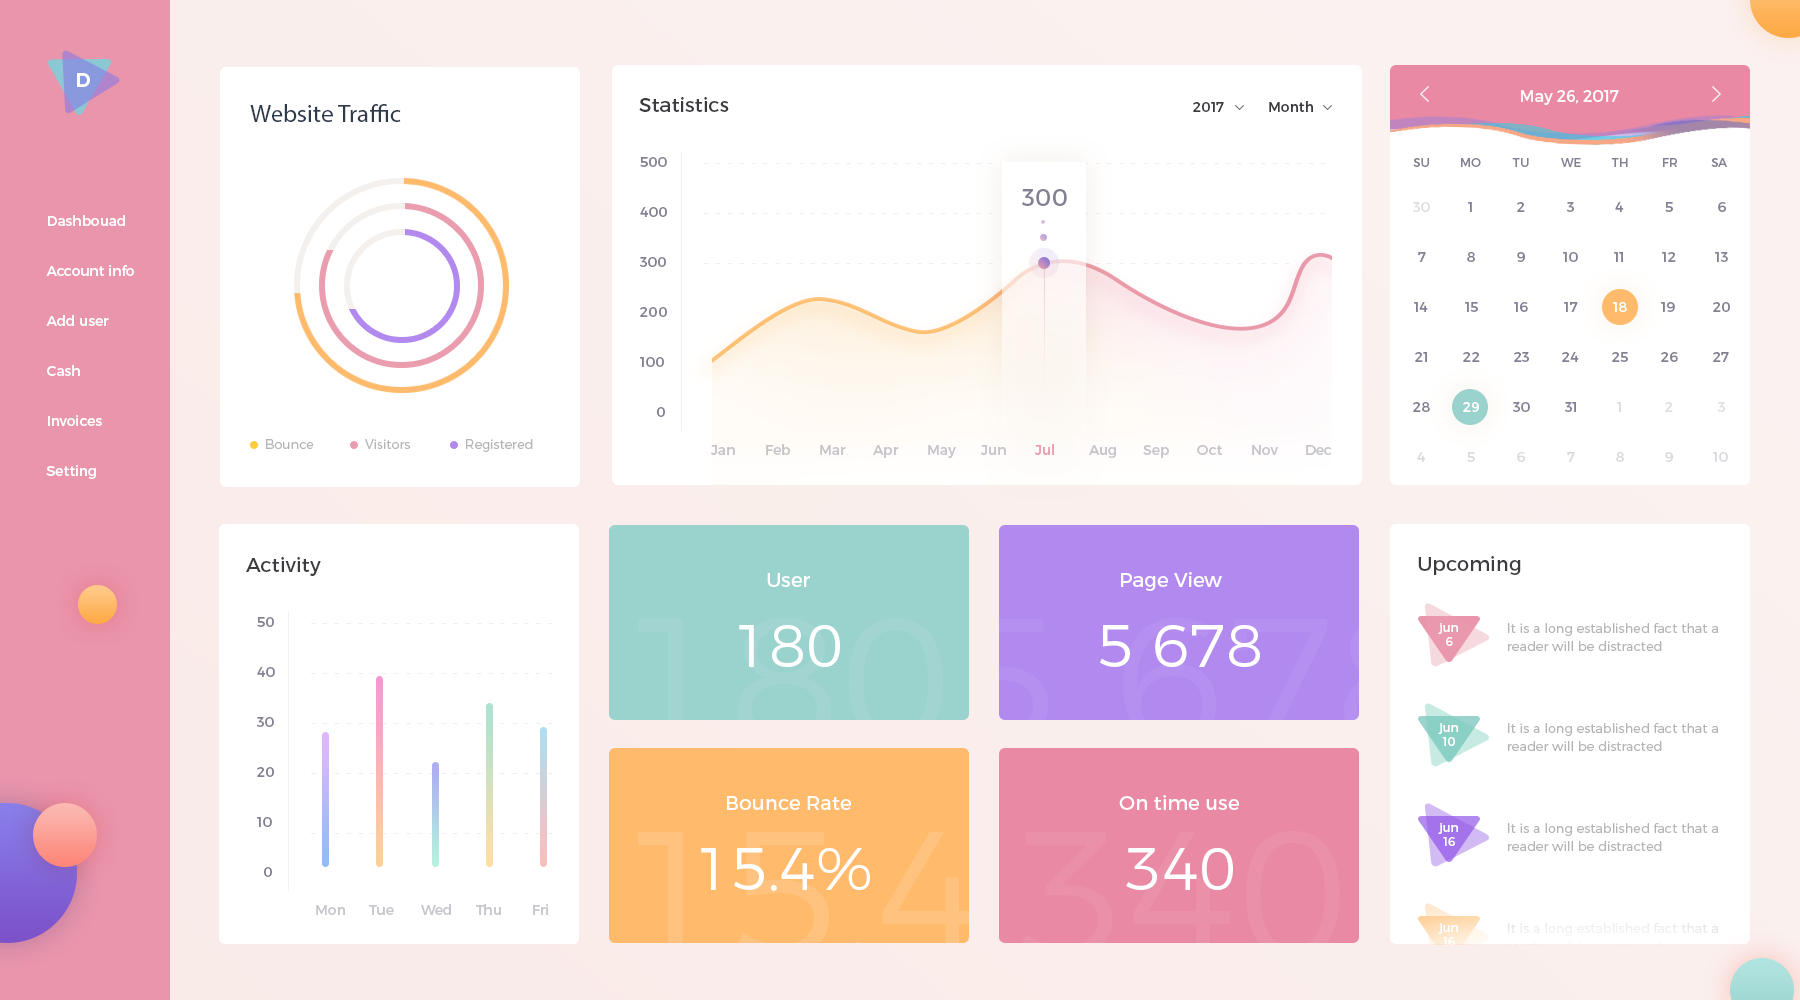 D
Dashbouad
Account info
Add user
Cash
Invoices
Setting
Website Traffic
Bounce
Visitors
Registered
Statistics
2017
Month
500
400
300
200
100
0
300
Jan Feb Mar Apr May Jun Jul Aug Sep Oct Nov Dec
May 26, 2017
SU MO TU WE TH FR SA
30 1 2 3 4 5 6
7 8 9 10 11 12 13
14 15 16 17 18 19 20
21 22 23 24 25 26 27
28 29 30 31 1 2 3
4 5 6 7 8 9 10
Activity
50
40
30
20
10
0
Mon Tue Wed Thu Fri
User
180
180
Page View
5 678
5 678
Bounce Rate
15.4%
15.4
On time use
340
340
Upcoming
Jun
6
It is a long established fact that a
reader will be distracted
Jun
10
It is a long established fact that a
reader will be distracted
Jun
16
It is a long established fact that a
reader will be distracted
Jun
16
It is a long established fact that a